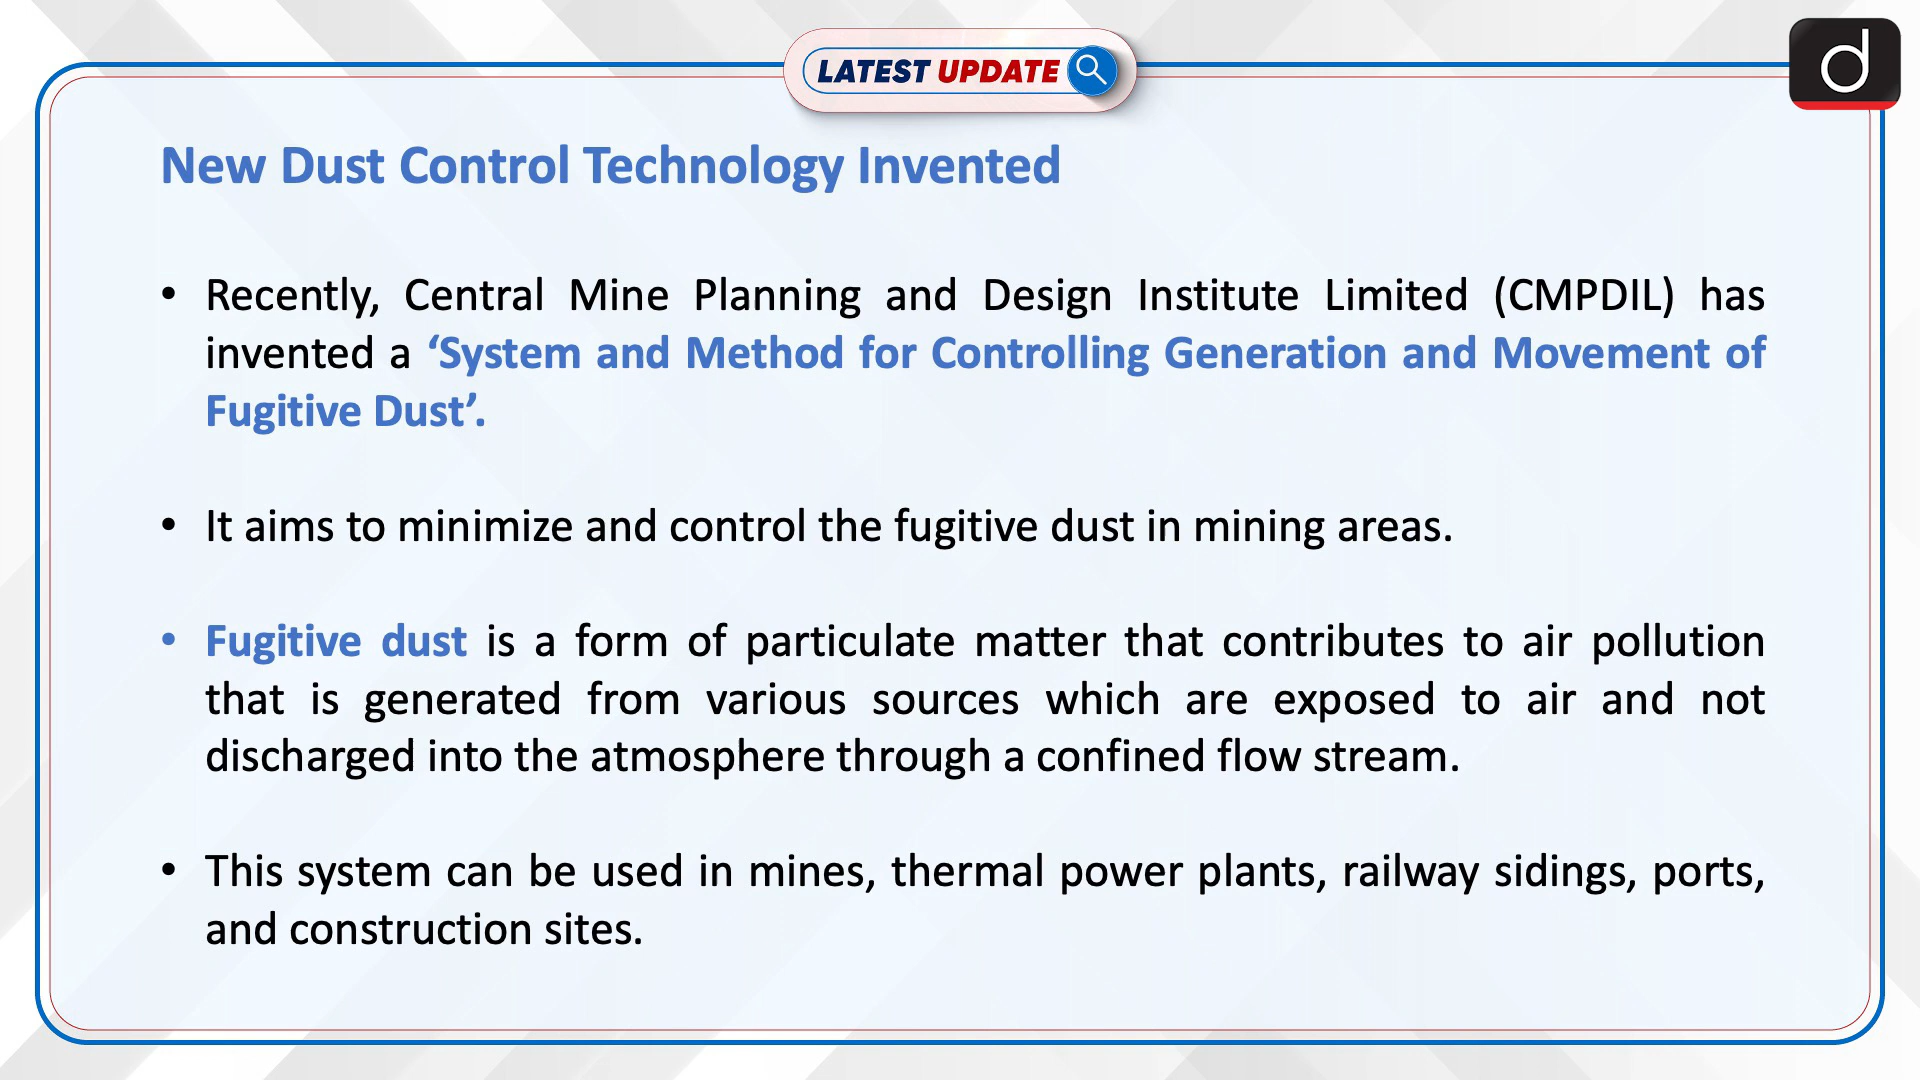 LATEST UPDATE
d
New Dust Control Technology Invented
• Recently, Central Mine Planning and Design Institute Limited (CMPDIL) has
invented a ‘System and Method for Controlling Generation and Movement of
Fugitive Dust’.
• It aims to minimize and control the fugitive dust in mining areas.
• Fugitive dust is a form of particulate matter that contributes to air pollution
that is generated from various sources which are exposed to air and not
discharged into the atmosphere through a confined flow stream.
• This system can be used in mines, thermal power plants, railway sidings, ports,
and construction sites.